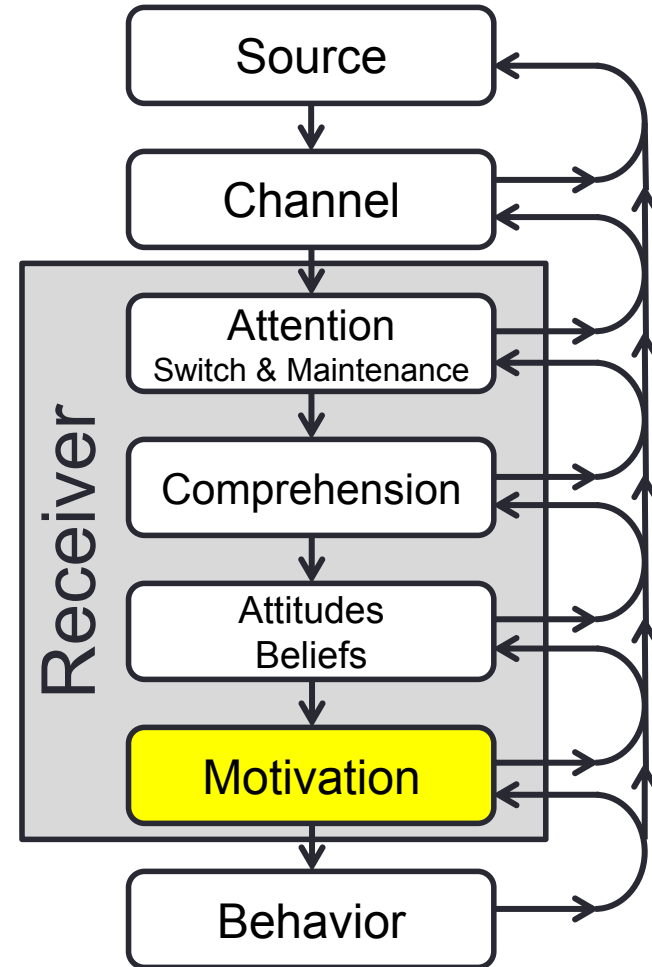 Source
Channel
Receiver
Attention
Switch & Maintenance
Comprehension
Attitudes
Beliefs
Motivation
Behavior